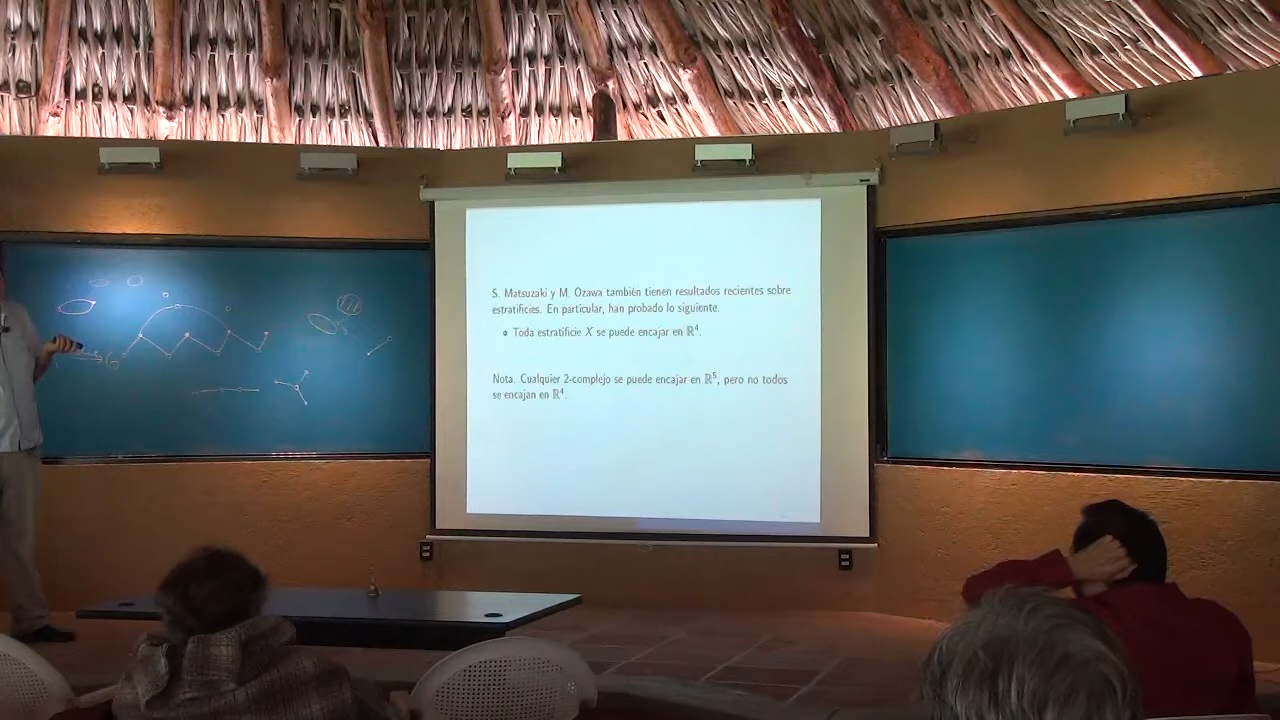 S. Matsuzaki y M. Ozawa también tienen resultados recientes sobre
estratificies. En particular, han probado lo siguiente.
• Toda estratificie X se puede encajar en ℝ⁴.
Nota. Cualquier 2-complejo se puede encajar en ℝ⁵, pero no todos
se encajan en ℝ⁴.